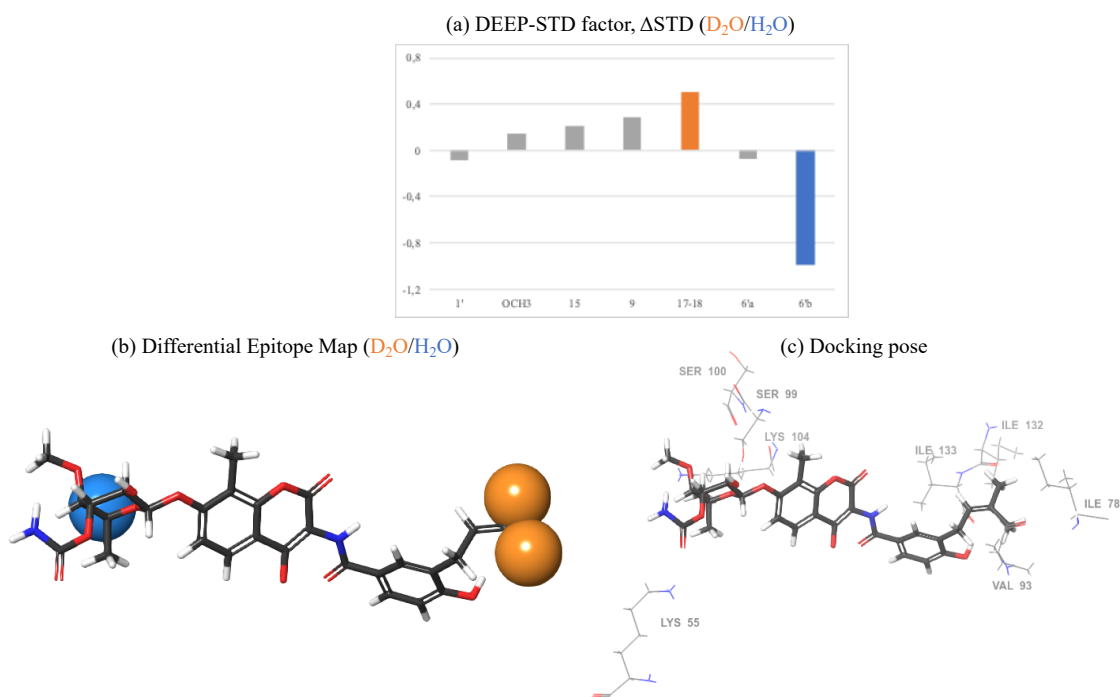 (a) DEEP-STD factor, ΔSTD (D₂O/H₂O)
0,8
0,4
0
-0,4
-0,8
-1,2
1' OCH3 15 9 17-18 6'a 6'b
(b) Differential Epitope Map (D₂O/H₂O)
(c) Docking pose
SER 100
SER 99
LYS 104
ILE 132
ILE 133
ILE 78
VAL 93
LYS 55